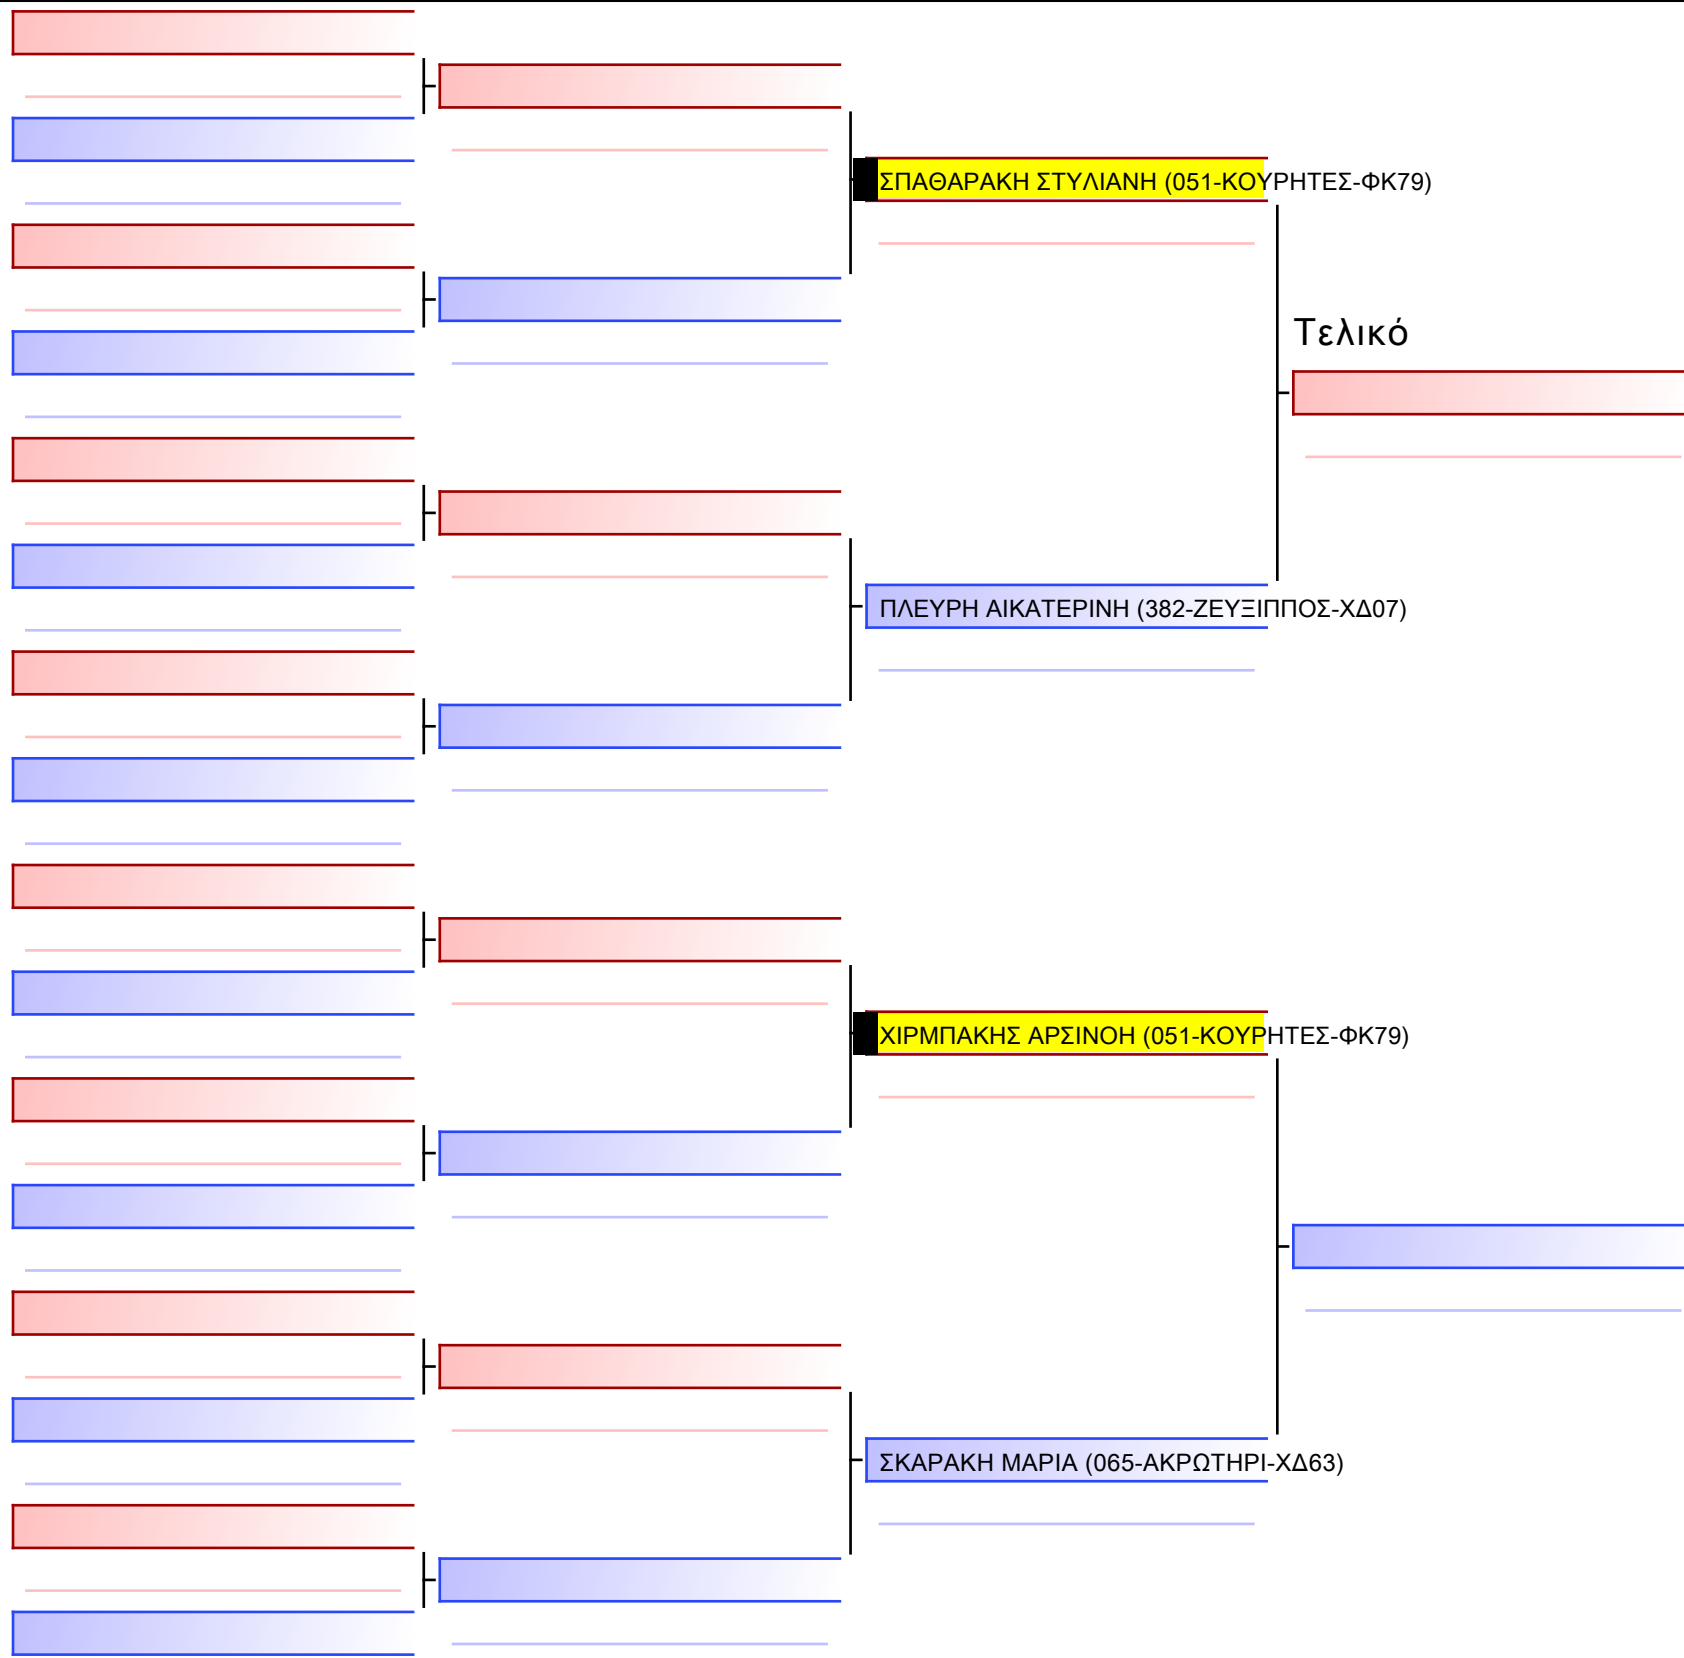 ΣΠΑΘΑΡΑΚΗ ΣΤΥΛΙΑΝΗ (051-ΚΟΥΡΗΤΕΣ-ΦΚ79)
Τελικό
ΠΛΕΥΡΗ ΑΙΚΑΤΕΡΙΝΗ (382-ΖΕΥΞΙΠΠΟΣ-ΧΔ07)
ΧΙΡΜΠΑΚΗΣ ΑΡΣΙΝΟΗ (051-ΚΟΥΡΗΤΕΣ-ΦΚ79)
ΣΚΑΡΑΚΗ ΜΑΡΙΑ (065-ΑΚΡΩΤΗΡΙ-ΧΔ63)